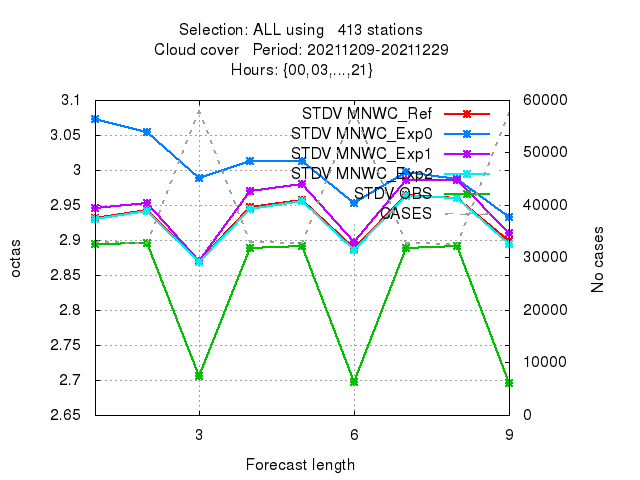 Selection: ALL using   413 stations
Cloud cover   Period: 20211209-20211229
Hours: {00,03,...,21}
3.1
3.05
3
2.95
2.9
2.85
2.8
2.75
2.7
2.65
octas
STDV MNWC_Ref
STDV MNWC_Exp0
STDV MNWC_Exp1
STDV MNWC_Exp2
STDV OBS
CASES
60000
50000
40000
30000
20000
10000
0
No cases
3 6 9
Forecast length